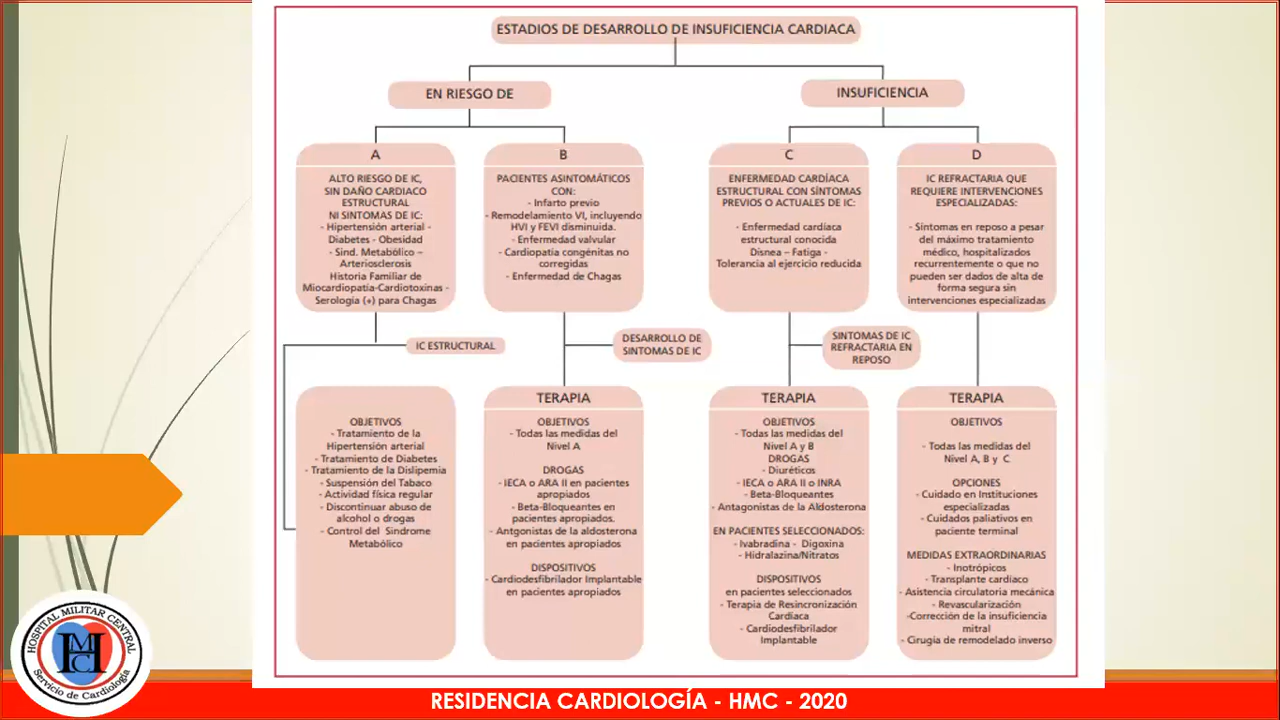 ESTADIOS DE DESARROLLO DE INSUFICIENCIA CARDIACA
EN RIESGO DE
INSUFICIENCIA
A
ALTO RIESGO DE IC,
SIN DAÑO CARDIACO
ESTRUCTURAL
NI SINTOMAS DE IC:
- Hipertensión arterial -
Diabetes - Obesidad
- Sind. Metabólico –
Arteriosclerosis
Historia Familiar de
Miocardiopatía-Cardiotoxinas -
Serología (+) para Chagas
B
PACIENTES ASINTOMÁTICOS
CON:
- Infarto previo
- Remodelamiento VI, incluyendo
HVI y FEVI disminuida.
- Enfermedad valvular
- Cardiopatía congénitas no
corregidas
- Enfermedad de Chagas
C
ENFERMEDAD CARDÍACA
ESTRUCTURAL CON SÍNTOMAS
PREVIOS O ACTUALES DE IC:
- Enfermedad cardíaca
estructural conocida
Disnea – Fatiga -
Tolerancia al ejercicio reducida
D
IC REFRACTARIA QUE
REQUIERE INTERVENCIONES
ESPECIALIZADAS:
- Síntomas en reposo a pesar
del máximo tratamiento
médico, hospitalizados
recurrentemente o que no
pueden ser dados de alta de
forma segura sin
intervenciones especializadas
IC ESTRUCTURAL
DESARROLLO DE
SINTOMAS DE IC
SINTOMAS DE IC
REFRACTARIA EN
REPOSO
OBJETIVOS
- Tratamiento de la
Hipertensión arterial
- Tratamiento de Diabetes
- Tratamiento de la Dislipemia
- Suspensión del Tabaco
- Actividad física regular
- Discontinuar abuso de
alcohol o drogas
- Control del Sindrome
Metabólico
TERAPIA
OBJETIVOS
- Todas las medidas del
Nivel A
DROGAS
- IECA o ARA II en pacientes
apropiados
- Beta-Bloqueantes en
pacientes apropiados.
- Antgonistas de la aldosterona
en pacientes apropiados
DISPOSITIVOS
- Cardiodesfibrilador Implantable
en pacientes apropiados
TERAPIA
OBJETIVOS
- Todas las medidas del
Nivel A y B
DROGAS
- Diuréticos
- IECA o ARA II o INRA
- Beta-Bloqueantes
- Antagonistas de la Aldosterona
EN PACIENTES SELECCIONADOS:
- Ivabradina - Digoxina
- Hidralazina/Nitratos
DISPOSITIVOS
en pacientes seleccionados
- Terapia de Resincronización
Cardíaca
- Cardiodesfibrilador
Implantable
TERAPIA
OBJETIVOS
- Todas las medidas del
Nivel A, B y C
OPCIONES
- Cuidado en Instituciones
especializadas
- Cuidados paliativos en
paciente terminal
MEDIDAS EXTRAORDINARIAS
- Inotrópicos
- Transplante cardíaco
- Asistencia circulatoria mecánica
- Revascularización
-Corrección de la insuficiencia
mitral
- Cirugía de remodelado inverso
HOSPITAL MILITAR CENTRAL
HMC
Servicio de Cardiología
RESIDENCIA CARDIOLOGÍA - HMC - 2020